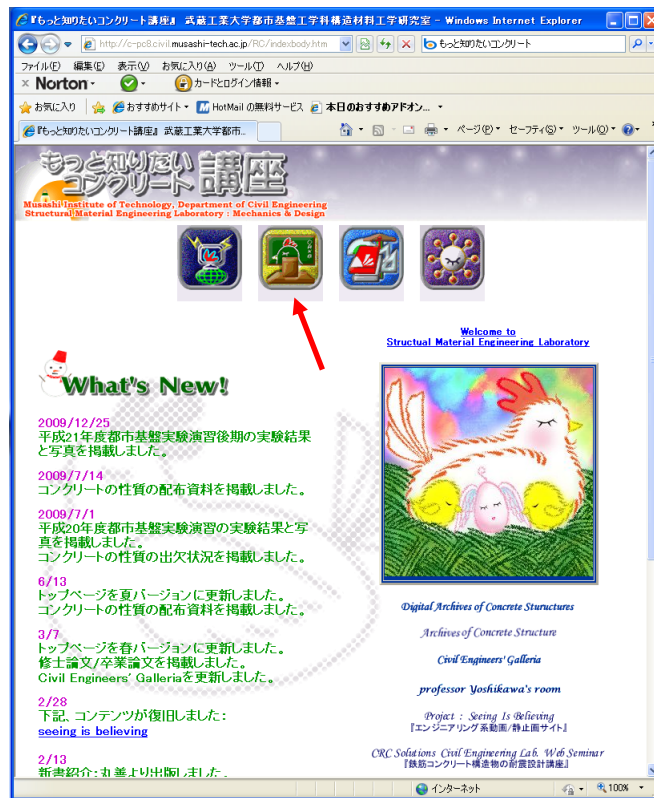 『もっと知りたいコンクリート講座』 武蔵工業大学都市基盤工学科構造材料工学研究室 - Windows Internet Explorer
http://c-pc8.civil.musashi-tech.ac.jp/RC/indexbody.htm
もっと知りたいコンクリート
ファイル(F) 編集(E) 表示(V) お気に入り(A) ツール(T) ヘルプ(H)
× Norton カードとログイン情報
お気に入り おすすめサイト HotMail の無料サービス 本日のおすすめアドオン...
『もっと知りたいコンクリート講座』 武蔵工業大学都市...
ページ(P) セーフティ(S) ツール(O)
もっと知りたい
コンクリート
講座
Musashi Institute of Technology, Department of Civil Engineering
Structural Material Engineering Laboratory : Mechanics & Design
What's New!
2009/12/25
平成21年度都市基盤実験演習後期の実験結果
と写真を掲載しました。
2009/7/14
コンクリートの性質の配布資料を掲載しました。
2009/7/1
平成20年度都市基盤実験演習の実験結果と写
真を掲載しました。
コンクリートの性質の出欠状況を掲載しました。
6/13
トップページを夏バージョンに更新しました。
コンクリートの性質の配布資料を掲載しました。
3/7
トップページを春バージョンに更新しました。
修士論文/卒業論文を掲載しました。
Civil Engineers' Galleriaを更新しました。
2/28
下記、コンテンツが復旧しました:
seeing is believing
2/13
新書紹介:丸善より出版しました。
Welcome to
Structual Material Engineering Laboratory
Digital Archives of Concrete Stuructures
Archives of Concrete Structure
Civil Engineers' Galleria
professor Yoshikawa's room
Project : Seeing Is Believing
『エンジニアリング系動画/静止画サイト』
CRC Solutions Civil Engineering Lab. Web Seminar
『鉄筋コンクリート構造物の耐震設計講座』
インターネット
100%